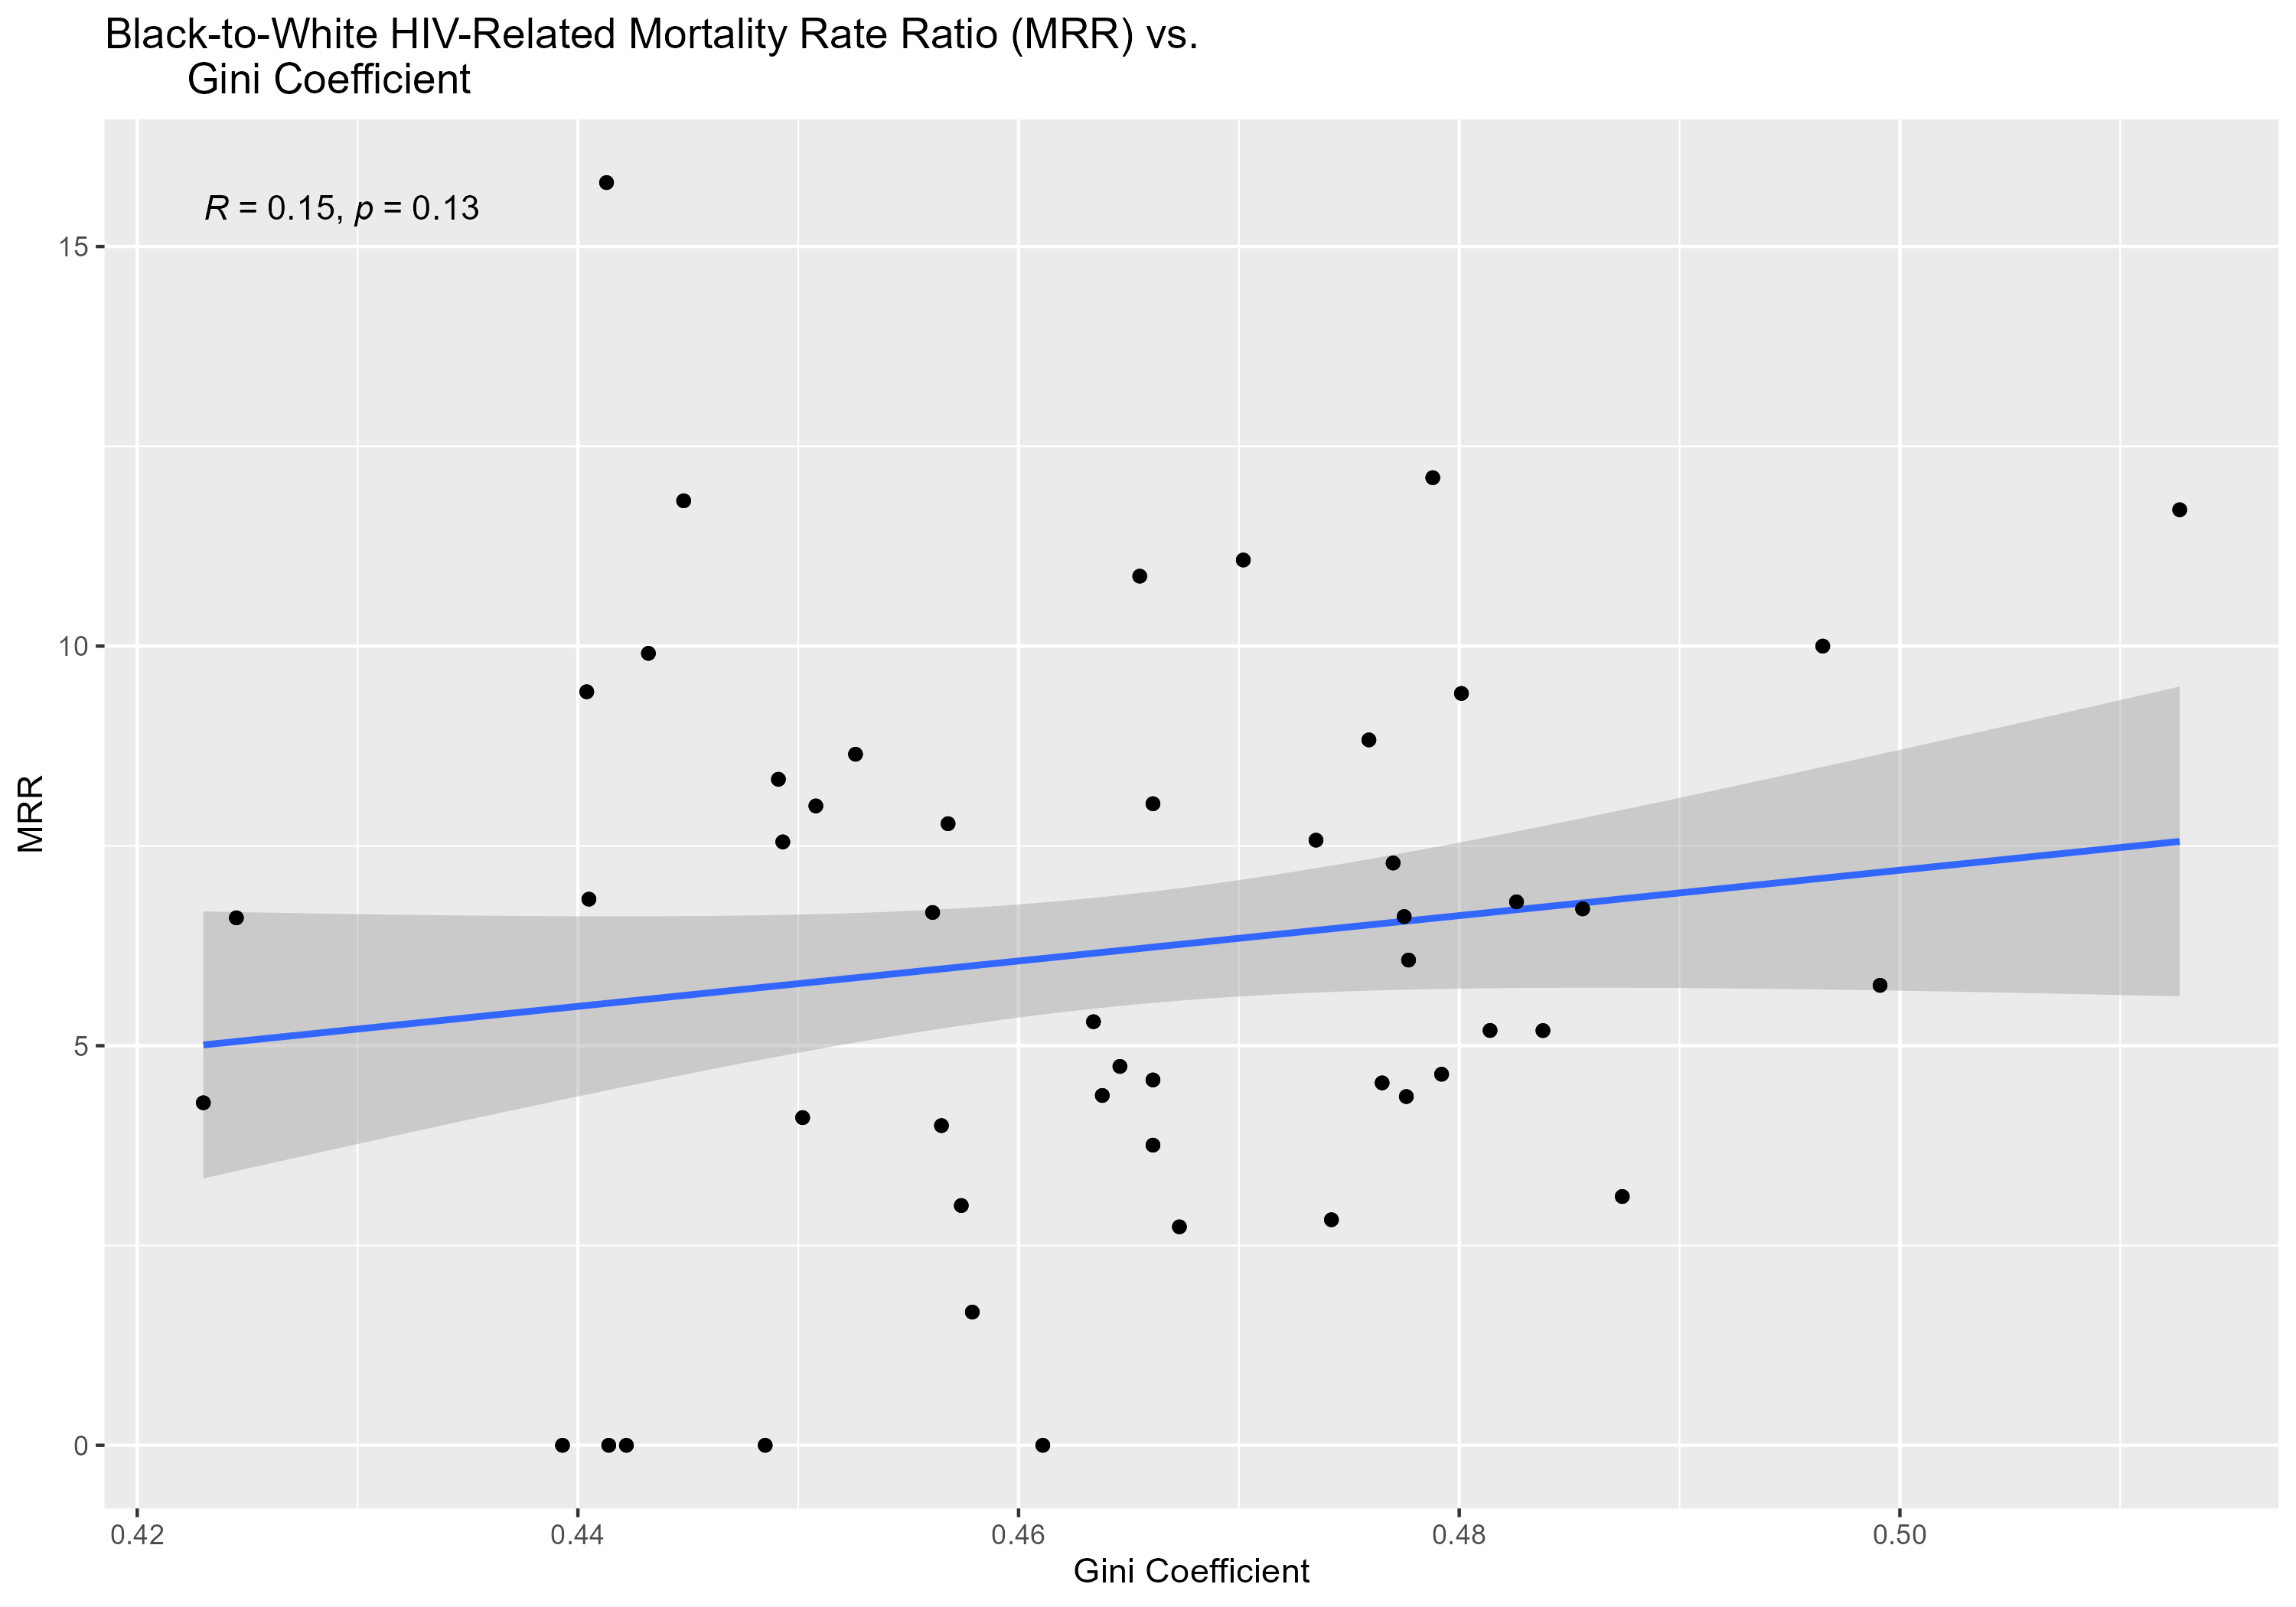 Black-to-White HIV-Related Mortality Rate Ratio (MRR) vs.
Gini Coefficient
R = 0.15, p = 0.13
15
10
5
0
MRR
0.42 0.44 0.46 0.48 0.50
Gini Coefficient